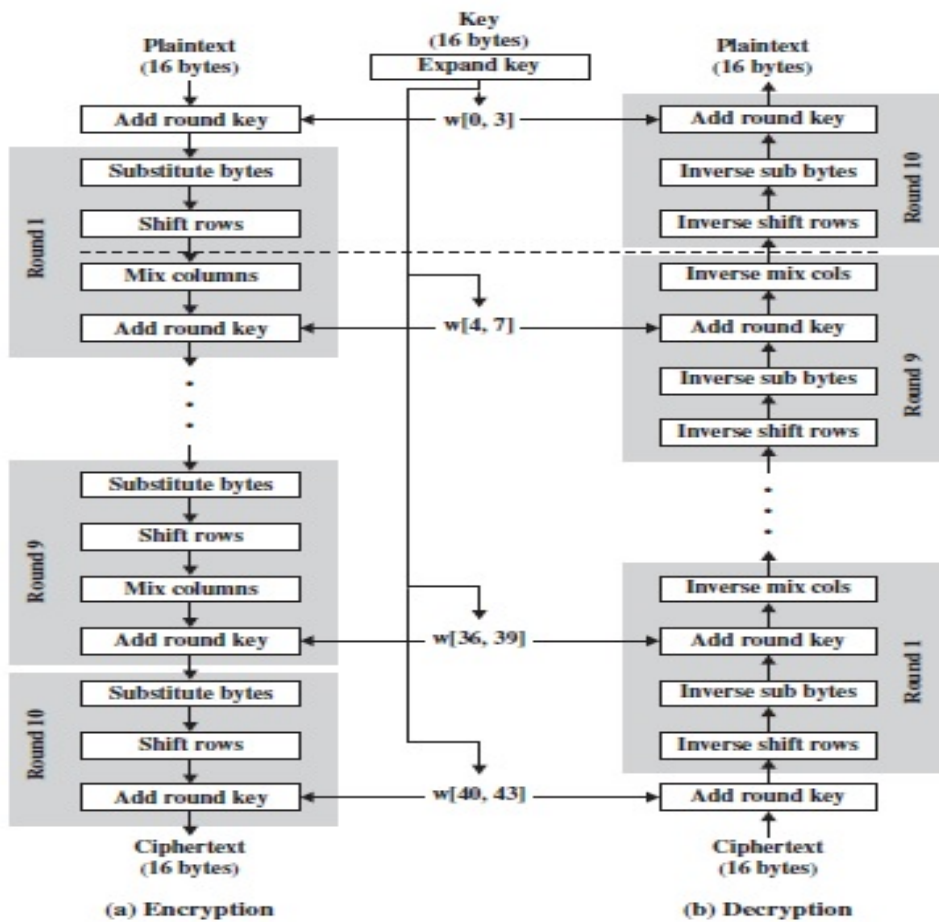 Key
(16 bytes)
Expand key
Plaintext
(16 bytes)
Add round key
Round 1
Substitute bytes
Shift rows
Mix columns
Add round key
Round 9
Substitute bytes
Shift rows
Mix columns
Add round key
Round 10
Substitute bytes
Shift rows
Add round key
Ciphertext
(16 bytes)
(a) Encryption
w[0, 3]
w[4, 7]
w[36, 39]
w[40, 43]
Plaintext
(16 bytes)
Add round key
Inverse sub bytes
Inverse shift rows
Round 10
Inverse mix cols
Add round key
Inverse sub bytes
Inverse shift rows
Round 9
Inverse mix cols
Add round key
Inverse sub bytes
Inverse shift rows
Round 1
Add round key
Ciphertext
(16 bytes)
(b) Decryption